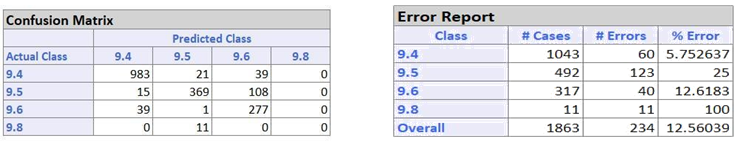 Confusion Matrix
Predicted Class
Actual Class 9.4 9.5 9.6 9.8
9.4 983 21 39 0
9.5 15 369 108 0
9.6 39 1 277 0
9.8 0 11 0 0
Error Report
Class # Cases # Errors % Error
9.4 1043 60 5.752637
9.5 492 123 25
9.6 317 40 12.6183
9.8 11 11 100
Overall 1863 234 12.56039